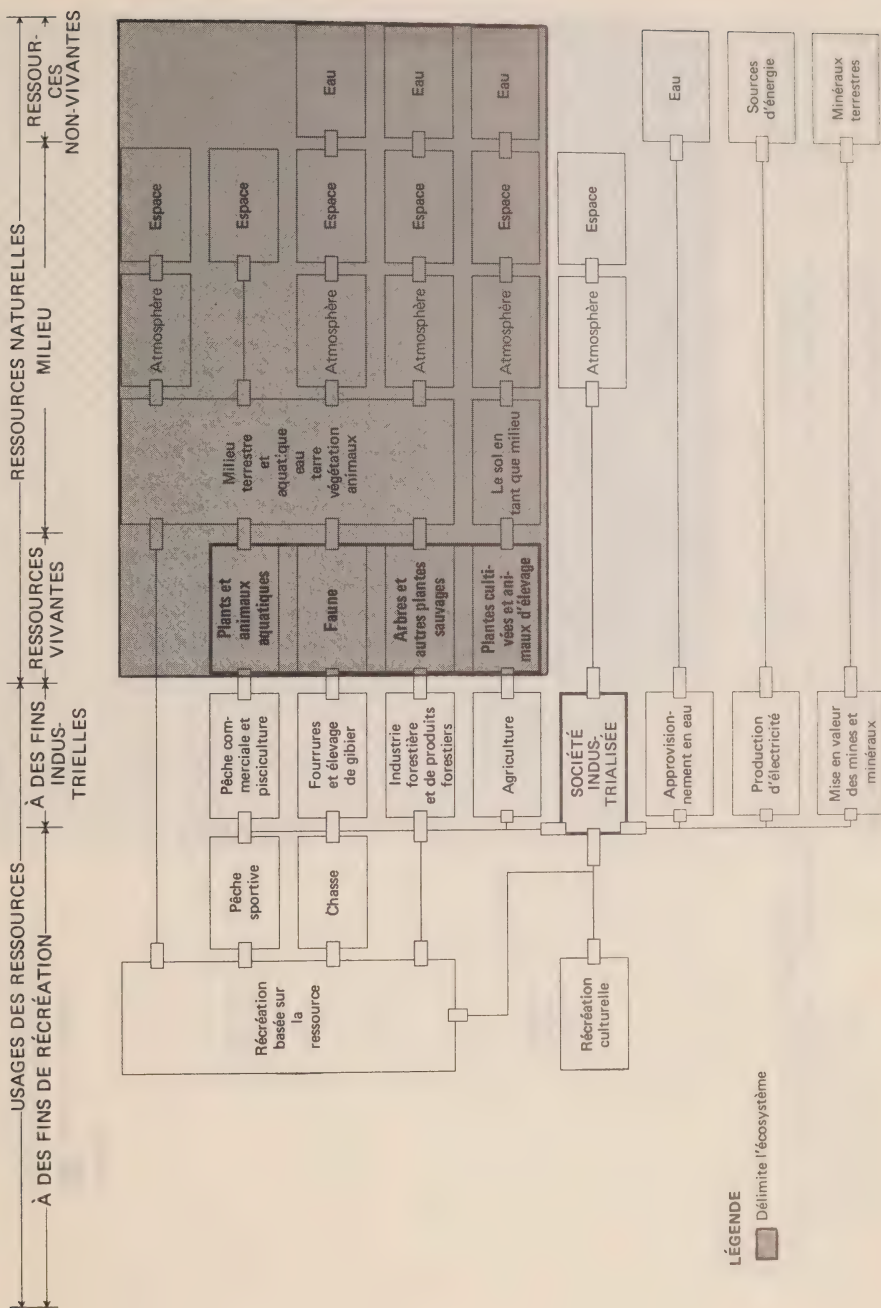 USAGES DES RESSOURCES
RESSOURCES NATURELLES
À DES FINS DE RÉCRÉATION
À DES FINS
INDUS-
TRIELLES
RESSOURCES
VIVANTES
MILIEU
RESSOUR-
CES
NON-VIVANTES
Récréation
basée sur
la
ressource
Atmosphère
Espace
Pêche
sportive
Pêche com-
merciale et
pisciculture
Plants et
animaux
aquatiques
Milieu
terrestre
et
aquat:que
eau
terre
végétation
animaux
Espace
Chasse
Fourrures
et élevage
de gibier
Faune
Atmosphère
Espace
Eau
Industrie
forestière
et de produits
forestiers
Arbres et
autres plantes
sauvages
Atmosphère
Espace
Eau
Agriculture
Plantes culti-
vées et ani-
maux d'élevage
Le sol en
tant que milieu
Atmosphère
Espace
Eau
Récréation
culturelle
SOCIÉTÉ
INDUS-
TRIALISÉE
Atmosphère
Espace
Approvision-
nement en eau
Eau
Production
d'électricité
Sources
d'énergie
Mise en valeur
des mines et
minéraux
Minéraux
terrestres
LÉGENDE
Délimite l'écosystème